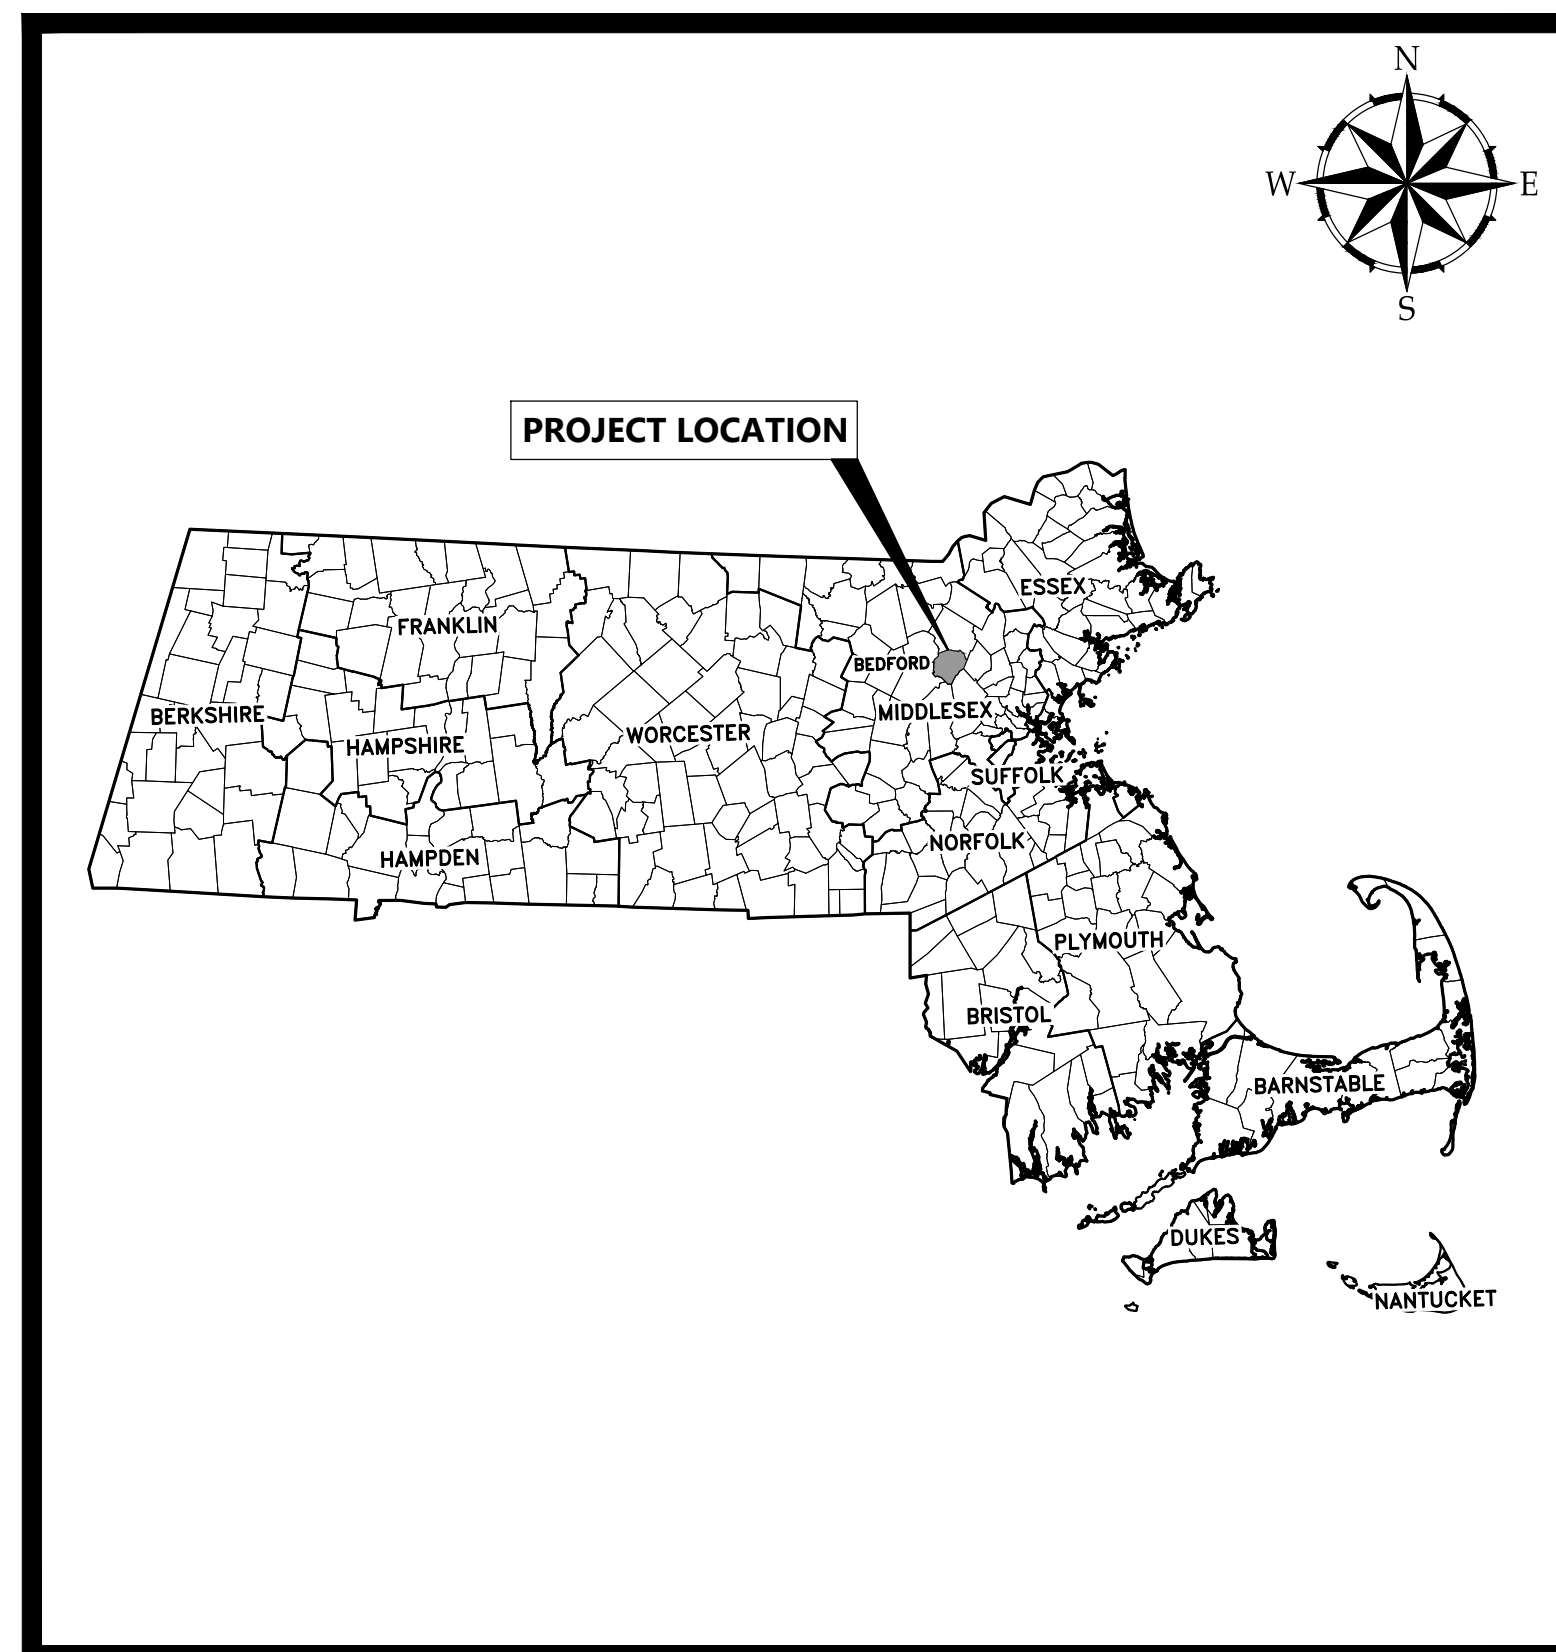 N
W
E
S
PROJECT LOCATION
ESSEX
FRANKLIN
BEDFORD
MIDDLESEX
BERKSHIRE
WORCESTER
HAMPSHIRE
SUFFOLK
NORFOLK
HAMPDEN
PLYMOUTH
BRISTOL
BARNSTABLE
DUKES
NANTUCKET